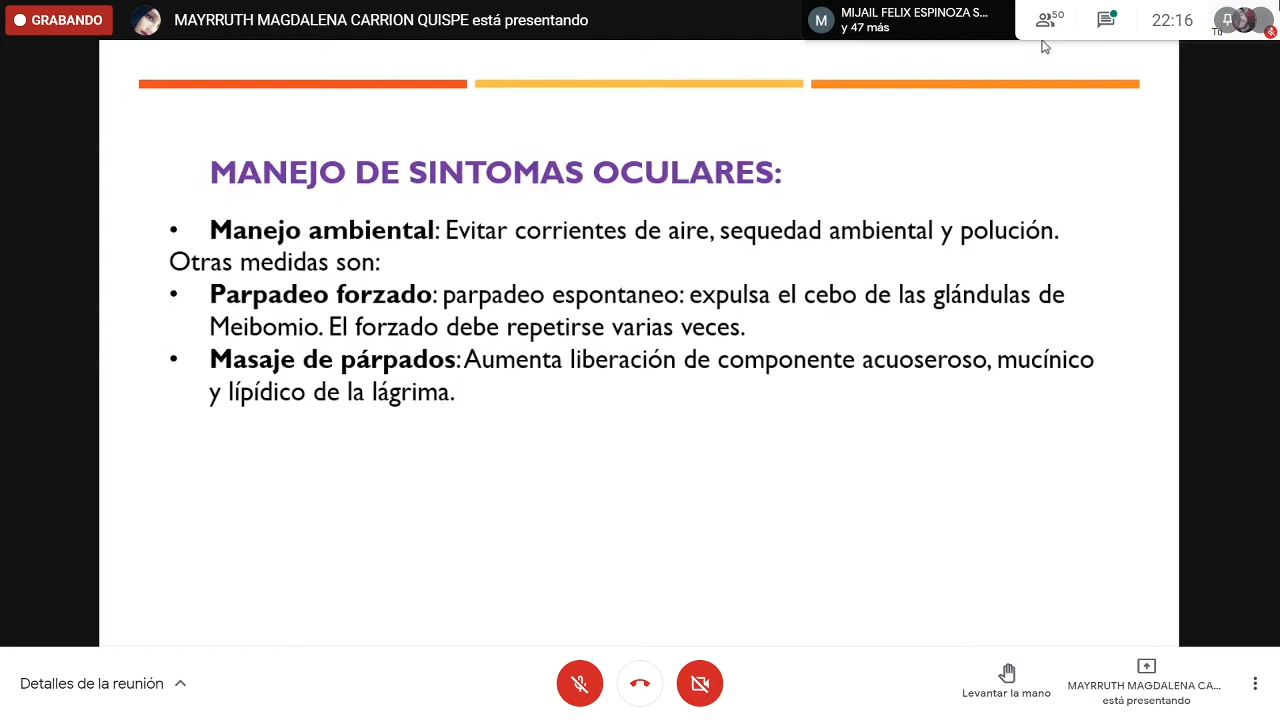 GRABANDO
MAYRRUTH MAGDALENA CARRION QUISPE está presentando
M
MIJAIL FELIX ESPINOZA S...
y 47 más
50
22:16
Tú
MANEJO DE SINTOMAS OCULARES:
• Manejo ambiental: Evitar corrientes de aire, sequedad ambiental y polución.
Otras medidas son:
• Parpadeo forzado: parpadeo espontaneo: expulsa el cebo de las glándulas de
Meibomio. El forzado debe repetirse varias veces.
• Masaje de párpados: Aumenta liberación de componente acuoseroso, mucínico
y lípídico de la lágrima.
Detalles de la reunión
Levantar la mano
MAYRRUTH MAGDALENA CA...
está presentando